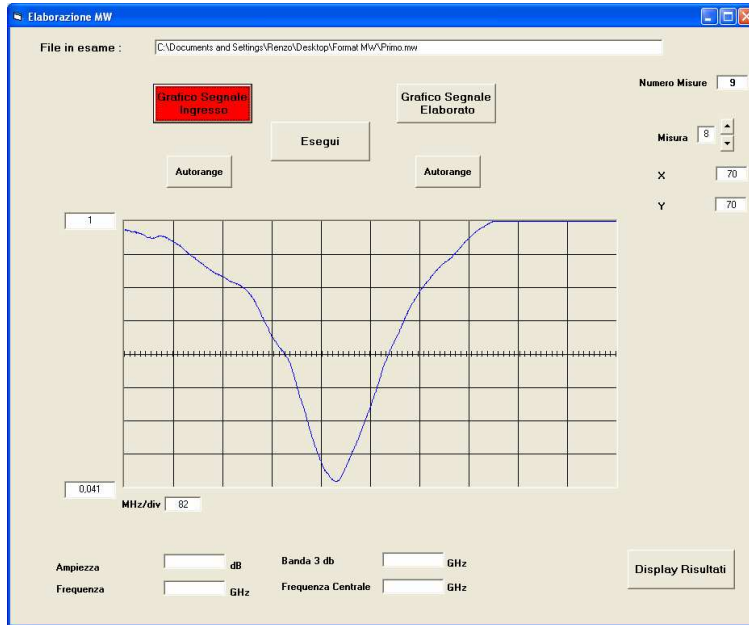 Elaborazione MW
File in esame :
C:\Documents and Settings\Renzo\Desktop\Format MW\Primo.mw
Numero Misure 9
Grafico Segnale
Ingresso
Grafico Segnale
Elaborato
Esegui
Misura 8
Autorange
Autorange
X 70
Y 70
1
0,041
MHz/div 82
Ampiezza dB
Banda 3 db GHz
Frequenza GHz
Frequenza Centrale GHz
Display Risultati